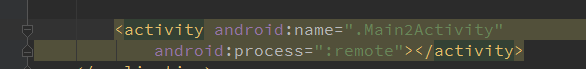 <activity android:name=".Main2Activity"
android:process=":remote"></activity>